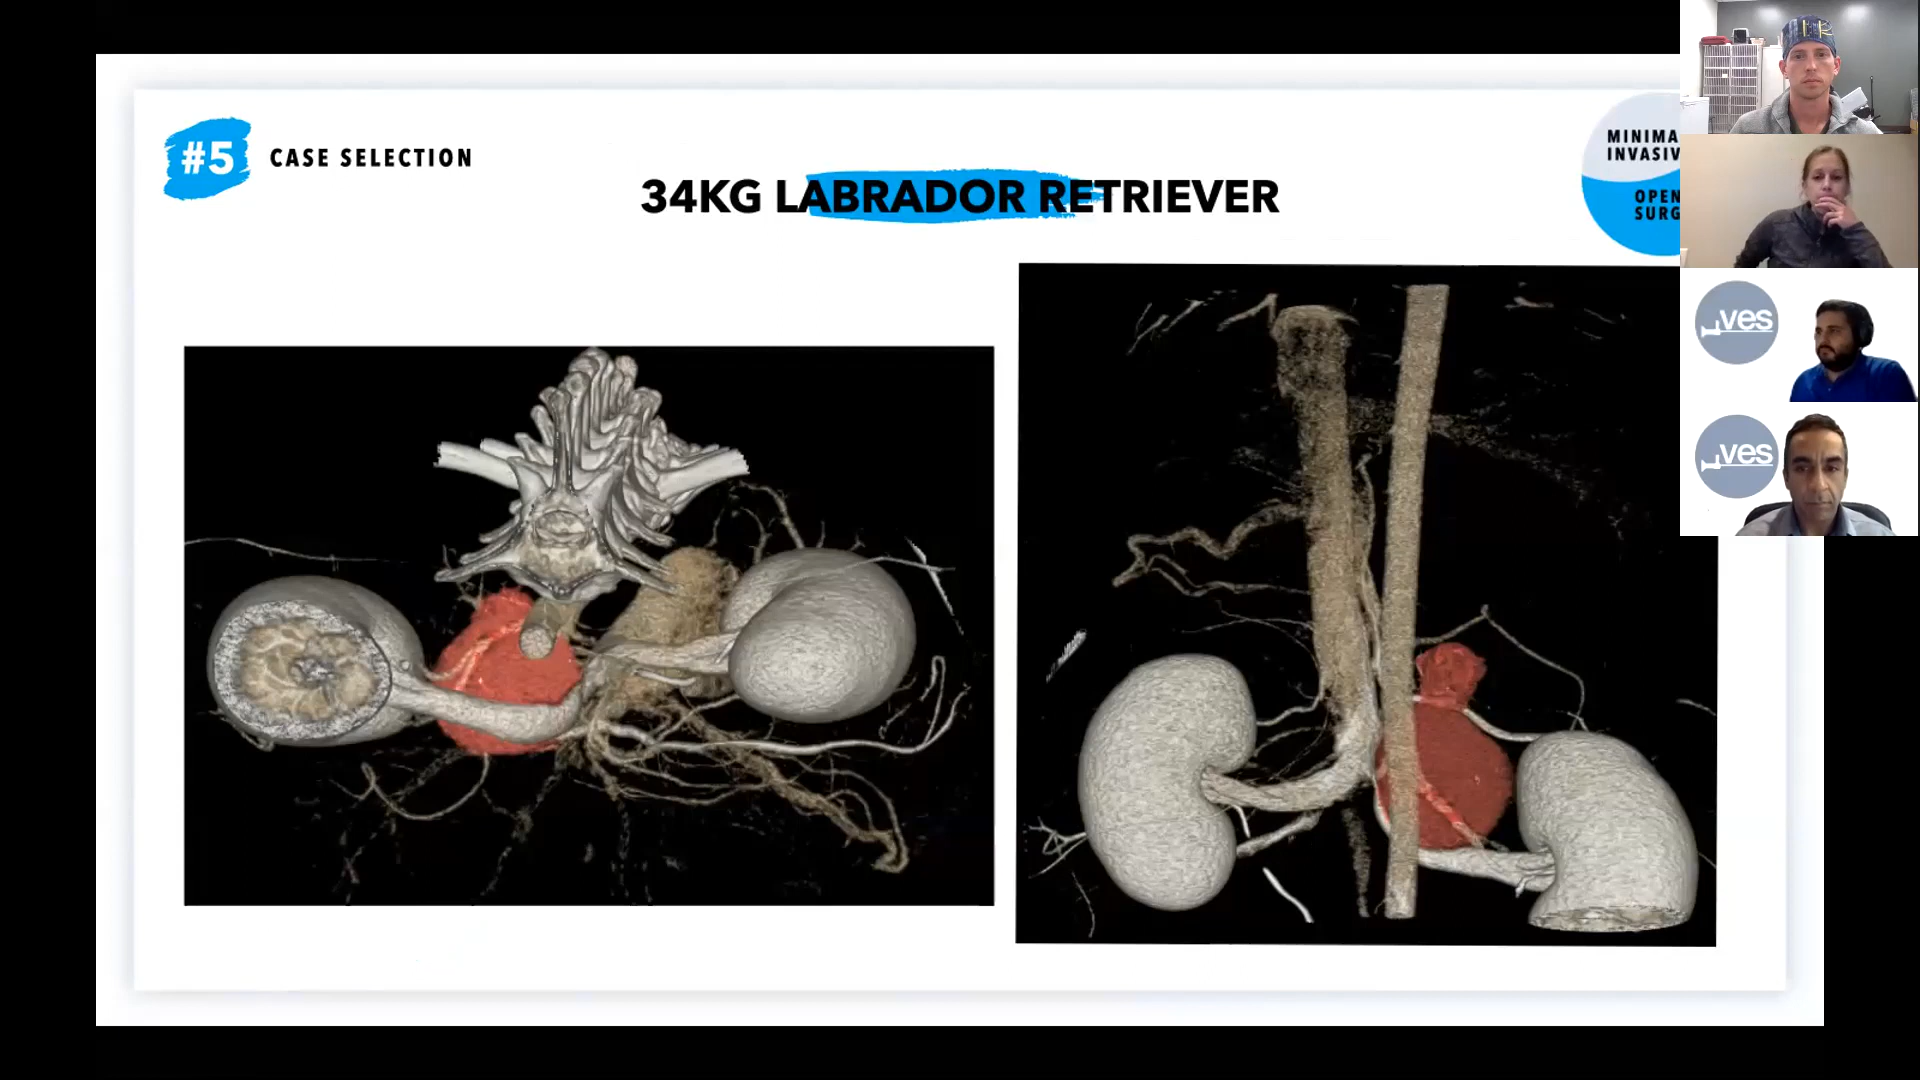 #5 CASE SELECTION
34KG LABRADOR RETRIEVER
MINIMA
INVASIV
OPEN
SURG
ves
ves